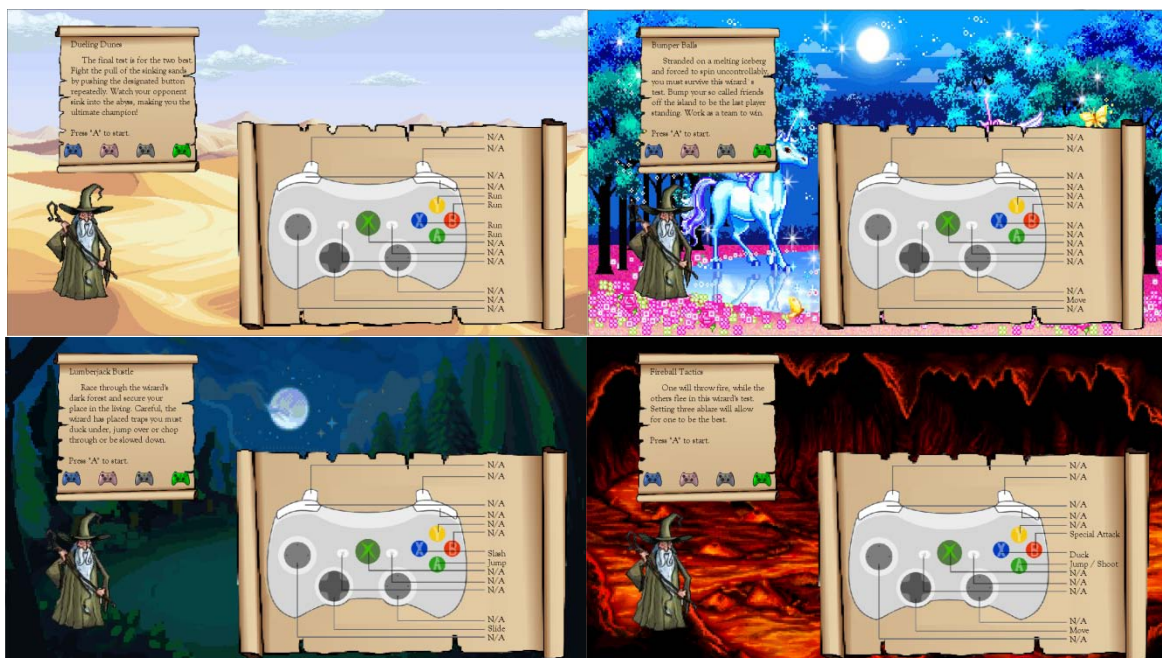 Dueling Dunes
The final test is for the two best.
Fight the pull of the sinking sands
by pushing the designated button
repeatedly. Watch your opponent
sink into the abyss, making you the
ultimate champion!
Press "A" to start.
N/A
N/A
N/A
N/A
Run
Run
Run
Run
N/A
N/A
N/A
N/A
N/A
N/A
Y
X
X B
A
Bumper Balls
Stranded on a melting iceberg
and forced to spin uncontrollably,
you must survive this wizard`s
test. Bump your so called friends
off the island to be the last player
standing. Work as a team to win.
Press "A" to start.
N/A
N/A
N/A
N/A
N/A
N/A
N/A
N/A
N/A
N/A
N/A
N/A
Move
N/A
Y
X
X B
A
Lumberjack Bustle
Race through the wizard's
dark forest and secure your
place in the living. Careful, the
wizard has placed traps you must
duck under, jump over or chop
through or be slowed down.
Press "A" to start.
N/A
N/A
N/A
N/A
N/A
N/A
Slash
Jump
N/A
N/A
N/A
N/A
Slide
N/A
Y
X
X B
A
Fireball Tactics
One will throw fire, while the
others flee in this wizard's test.
Setting three ablaze will allow
for one to be the best.
Press "A" to start.
N/A
N/A
N/A
N/A
N/A
Special Attack
Duck
Jump / Shoot
N/A
N/A
N/A
N/A
Move
N/A
Y
X
X B
A